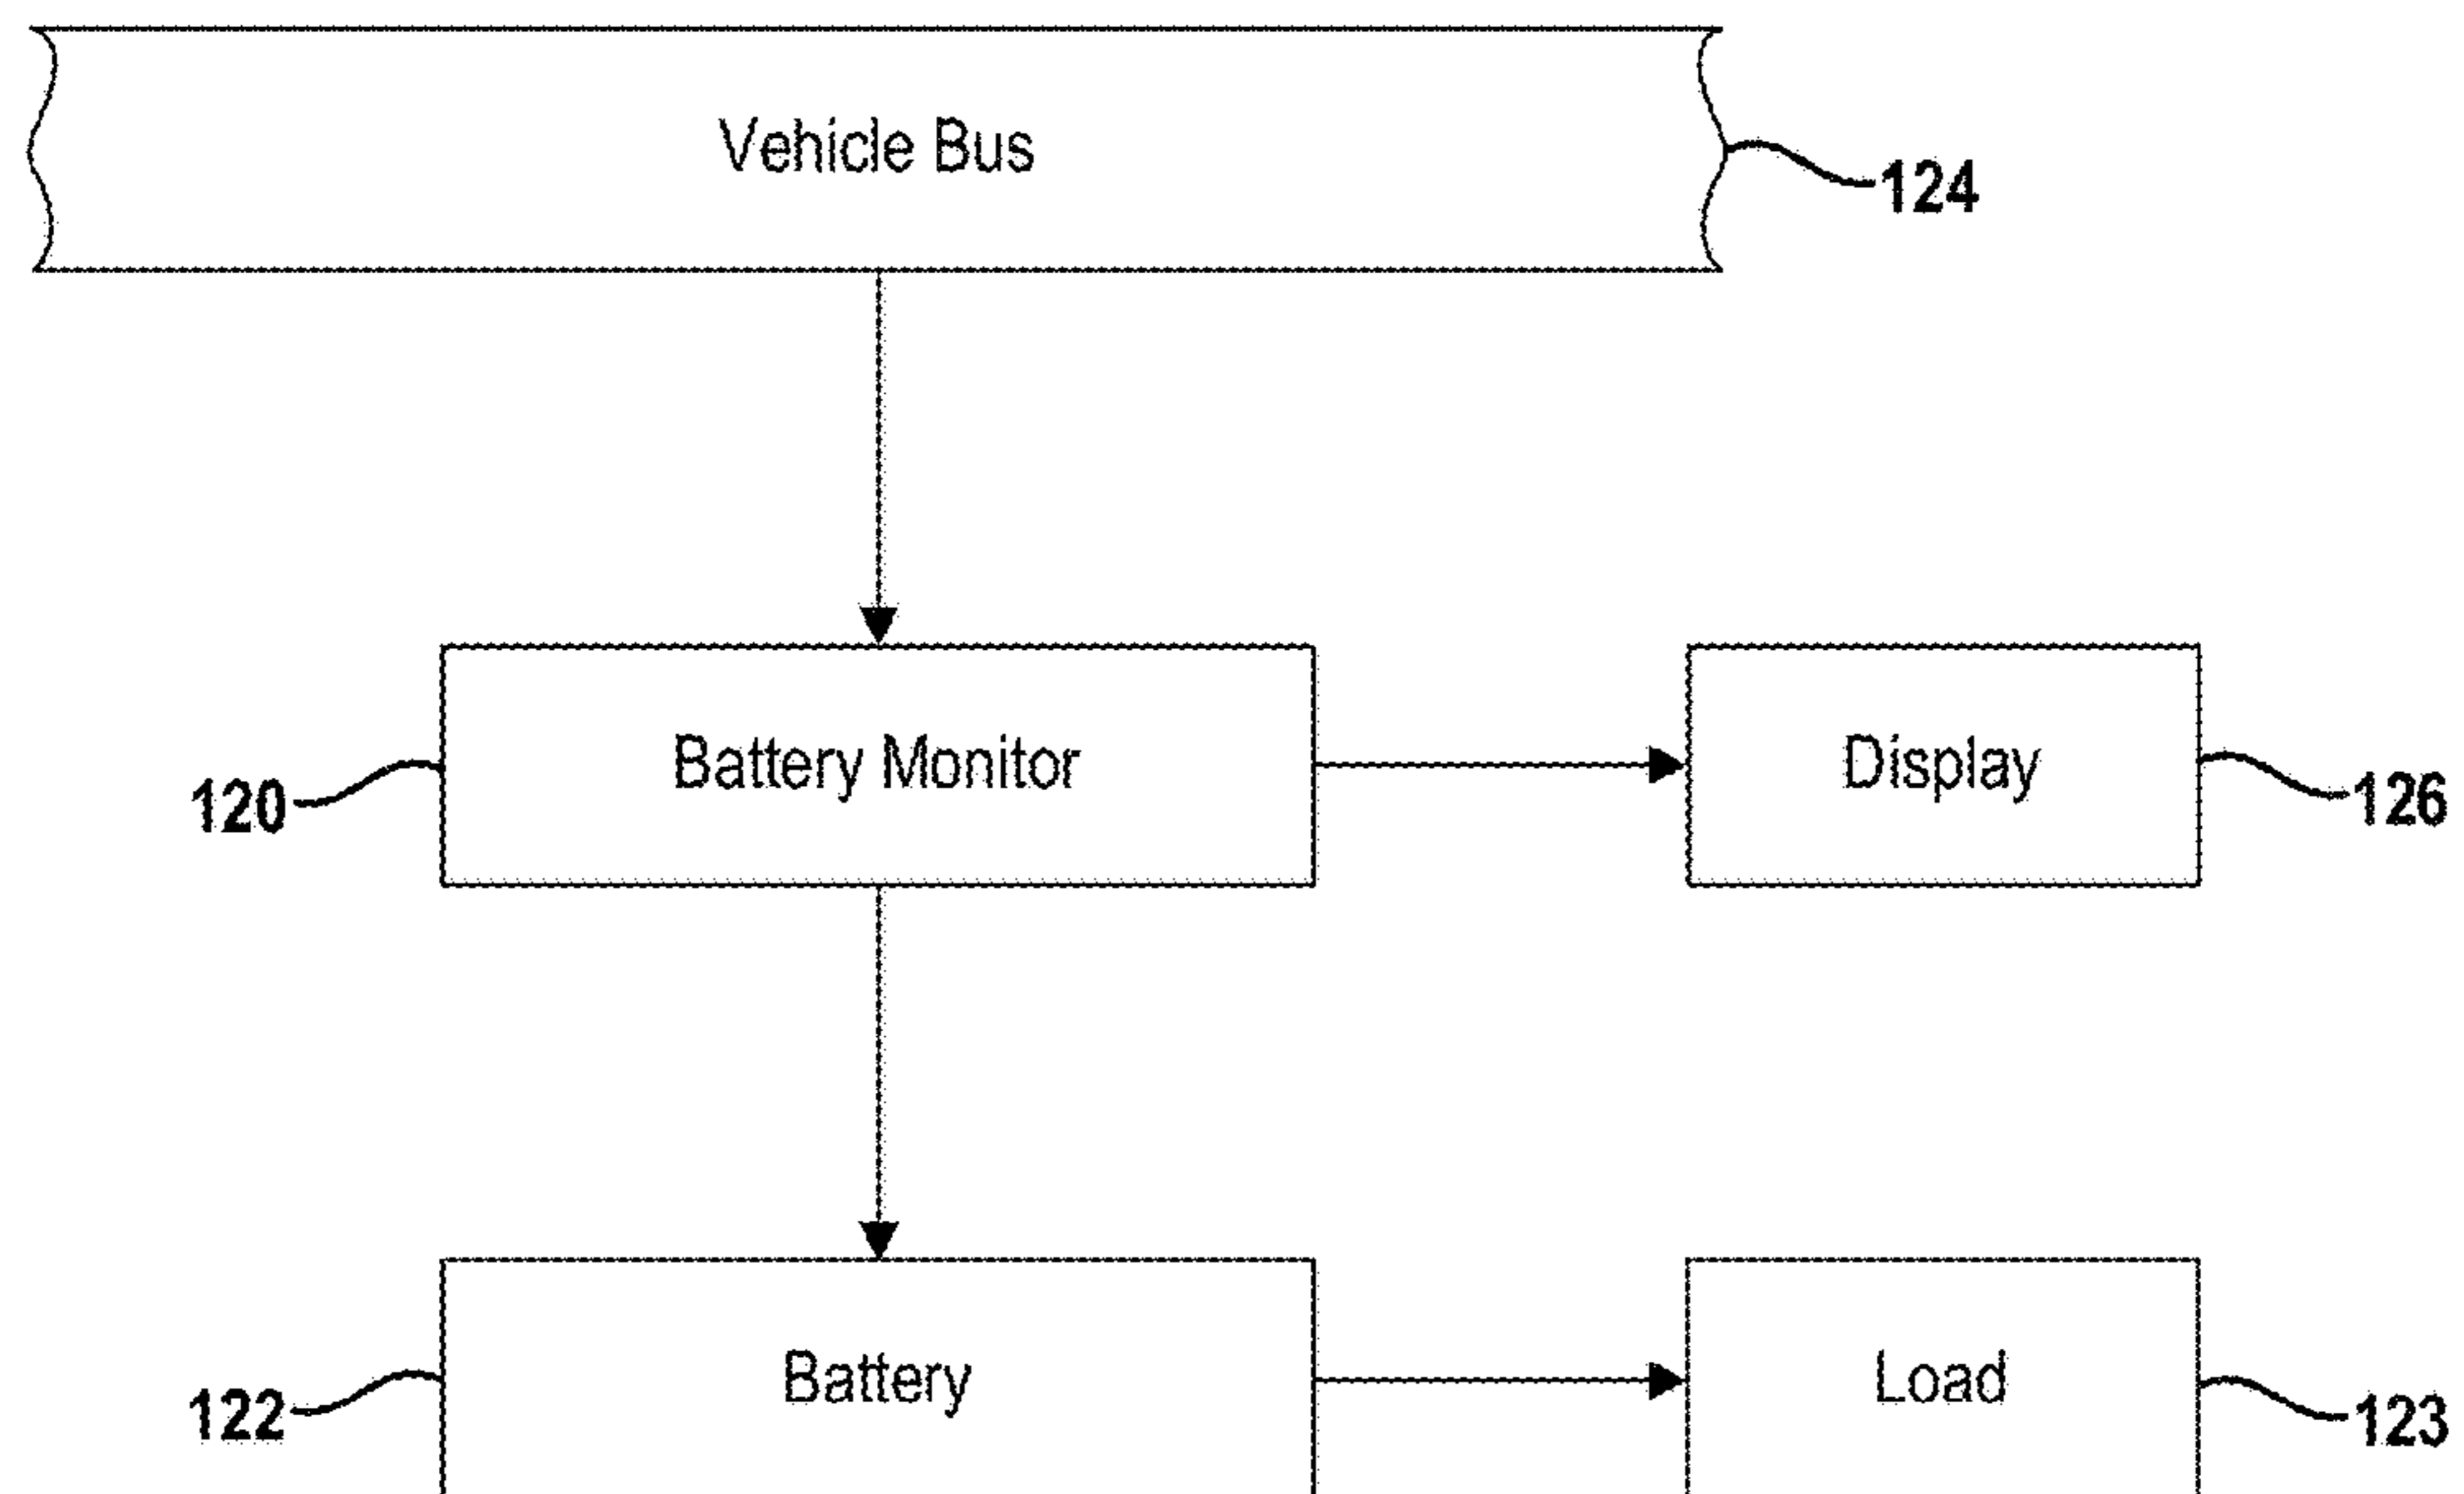 Vehicle Bus
124
120
Battery Monitor
Display
126
122
Battery
Load
123